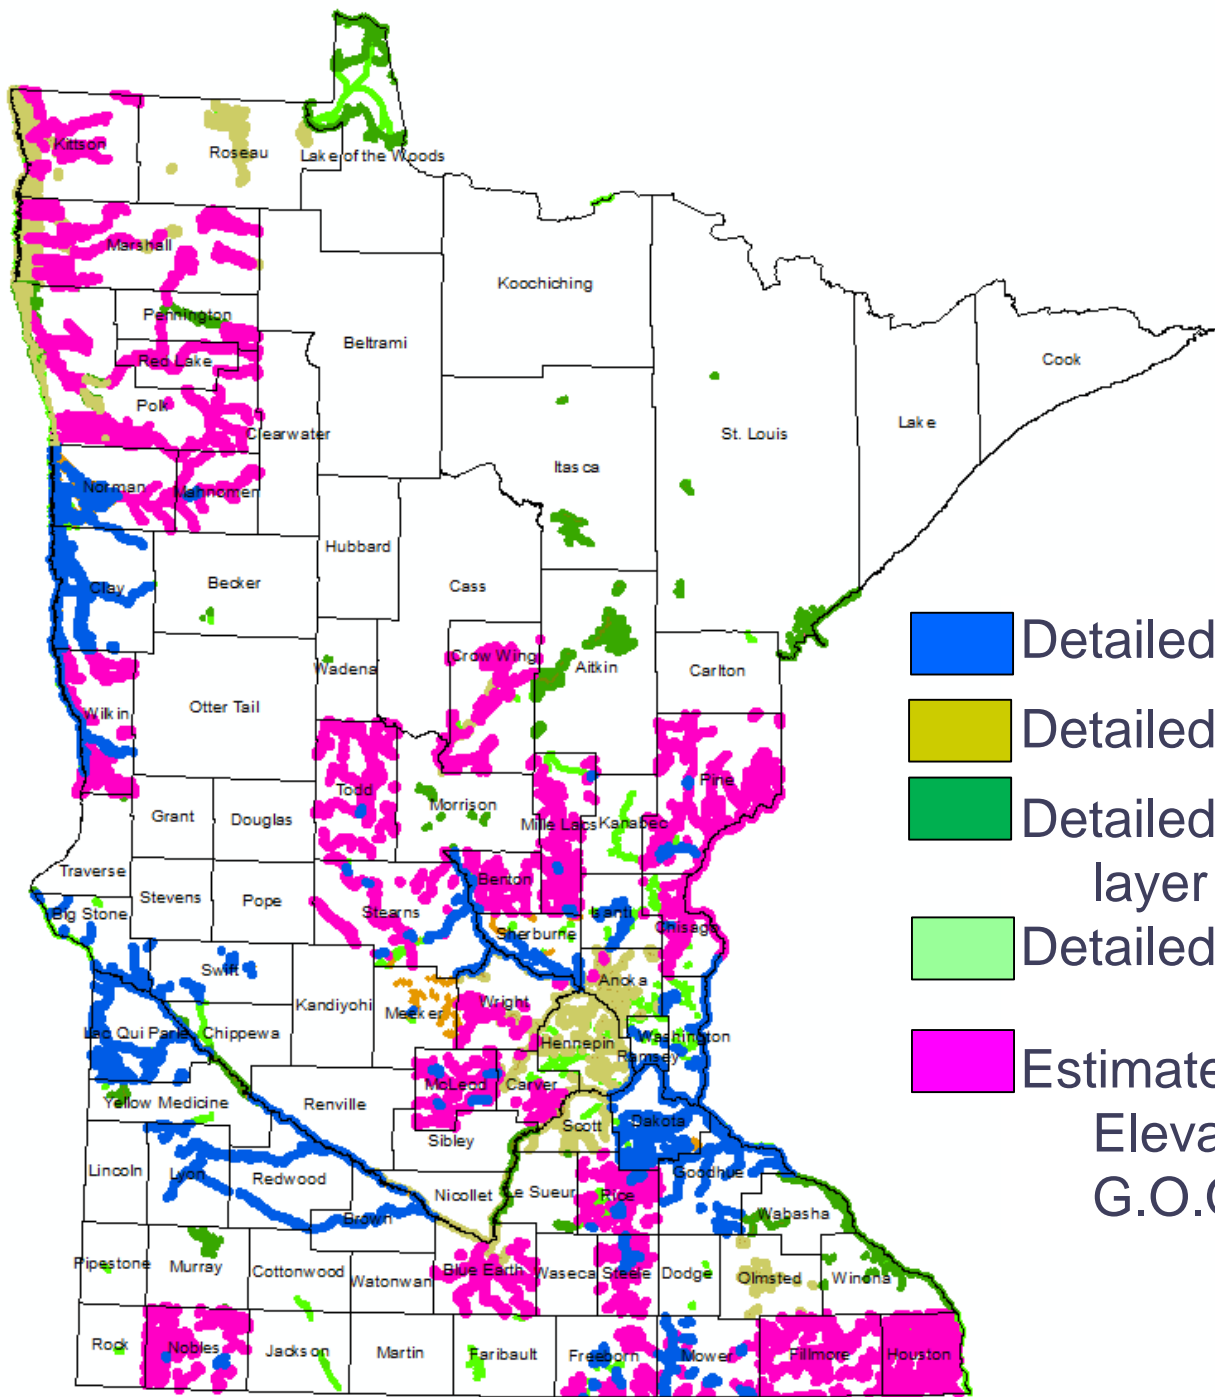 Kittson
Roseau
Lake of the Woods
Marshall
Koochiching
Pennington
Beltrami
Red Lake
Cook
Polk
Clearwater
St. Louis
Lake
Itasca
Norman
Mahnomen
Hubbard
Clay
Becker
Cass
Crow Wing
Aitkin
Wadena
Carlton
Otter Tail
Wilkin
Todd
Pine
Morrison
Grant
Douglas
Mille Lacs
Kanabec
Traverse
Stevens
Pope
Benton
Big Stone
Stearns
Isanti
Sherburne
Chisago
Swift
Anoka
Kandiyohi
Meeker
Wright
Lac Qui Parle
Chippewa
Hennepin
Washington
Ramsey
McLeod
Carver
Yellow Medicine
Renville
Scott
Dakota
Sibley
Lincoln
Lyon
Redwood
Goodhue
Nicollet
Le Sueur
Rice
Brown
Wabasha
Pipestone
Murray
Cottonwood
Watonwan
Blue Earth
Waseca
Steele
Dodge
Olmsted
Winona
Rock
Nobles
Jackson
Martin
Faribault
Freeborn
Mower
Fillmore
Houston
Detailed
Detailed
Detailed
layer
Detailed
Estimate
Eleva
G.O.